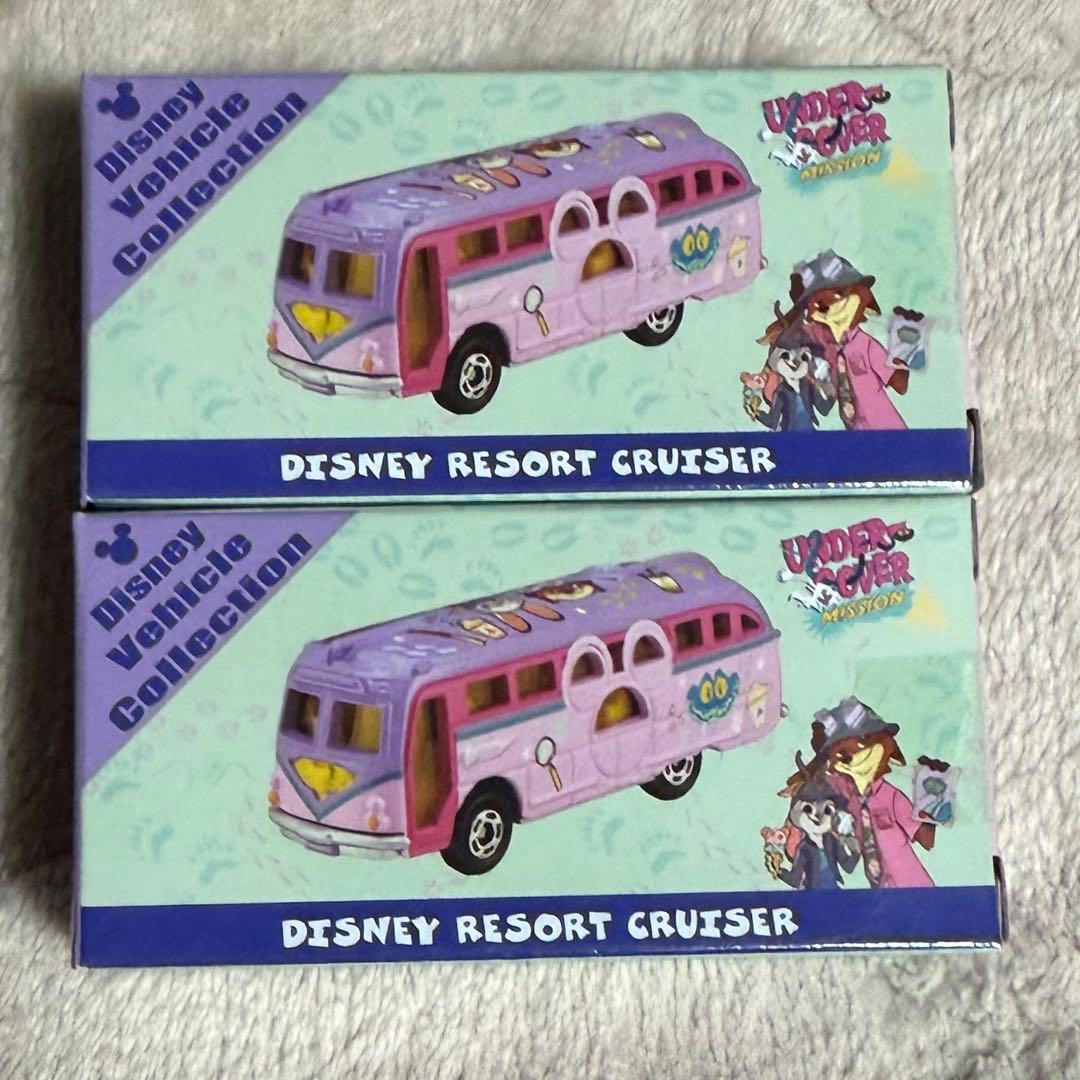 Disney
Vehicle
Collection
UNDER
COVER
MISSION
DISNEY RESORT CRUISER
Disney
Vehicle
Collection
UNDER
COVER
MISSION
DISNEY RESORT CRUISER